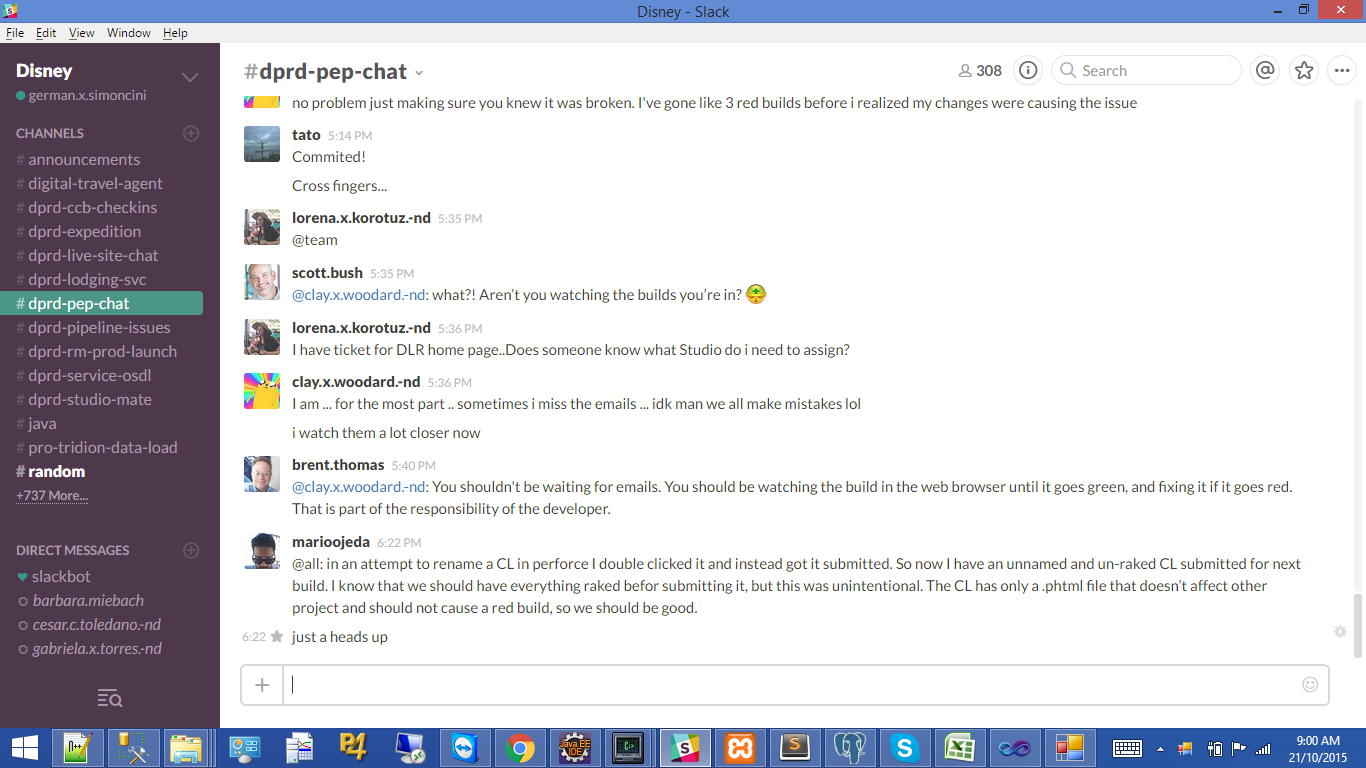 Disney - Slack
File Edit View Window Help
Disney
german.x.simoncini
CHANNELS
# announcements
# digital-travel-agent
# dprd-ccb-checkins
# dprd-expedition
# dprd-live-site-chat
# dprd-lodging-svc
# dprd-pep-chat
# dprd-pipeline-issues
# dprd-rm-prod-launch
# dprd-service-osdl
# dprd-studio-mate
# java
# pro-tridion-data-load
# random
+737 More...
DIRECT MESSAGES
slackbot
barbara.miebach
cesar.c.toledano.-nd
gabriela.x.torres.-nd
#dprd-pep-chat
308
Search
no problem just making sure you knew it was broken. I've gone like 3 red builds before i realized my changes were causing the issue
tato 5:14 PM
Commited!
Cross fingers...
lorena.x.korotuz.-nd 5:35 PM
@team
scott.bush 5:35 PM
@clay.x.woodard.-nd: what?! Aren't you watching the builds you're in?
lorena.x.korotuz.-nd 5:36 PM
I have ticket for DLR home page..Does someone know what Studio do i need to assign?
clay.x.woodard.-nd 5:36 PM
I am ... for the most part .. sometimes i miss the emails ... idk man we all make mistakes lol
i watch them a lot closer now
brent.thomas 5:40 PM
@clay.x.woodard.-nd: You shouldn't be waiting for emails. You should be watching the build in the web browser until it goes green, and fixing it if it goes red.
That is part of the responsibility of the developer.
marioojeda 6:22 PM
@all: in an attempt to rename a CL in perforce I double clicked it and instead got it submitted. So now I have an unnamed and un-raked CL submitted for next
build. I know that we should have everything raked befor submitting it, but this was unintentional. The CL has only a .phtml file that doesn't affect other
project and should not cause a red build, so we should be good.
6:22 just a heads up
P4
Java EE
IDE
9:00 AM
21/10/2015